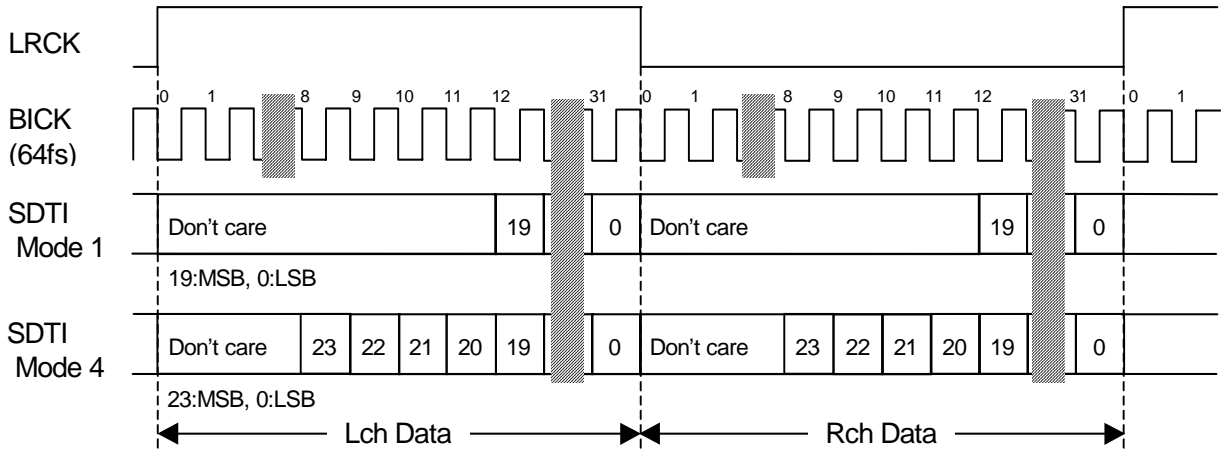 LRCK
0 1 8 9 10 11 12 31 0 1 8 9 10 11 12 31 0 1
BICK
(64fs)
SDTI
Mode 1
Don't care 19 0 Don't care 19 0
19:MSB, 0:LSB
SDTI
Mode 4
Don't care 23 22 21 20 19 0 Don't care 23 22 21 20 19 0
23:MSB, 0:LSB
Lch Data Rch Data